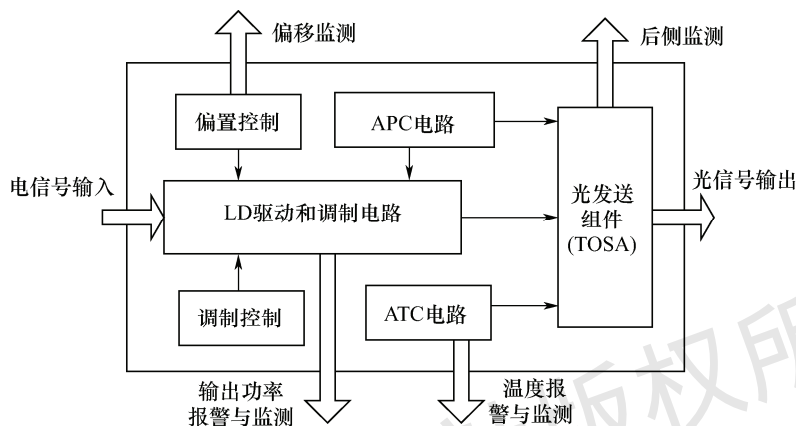 偏移监测
后侧监测
偏置控制
APC电路
电信号输入
LD驱动和调制电路
光发送
组件
(TOSA)
光信号输出
调制控制
ATC电路
输出功率
报警与监测
温度报
警与监测
版权所